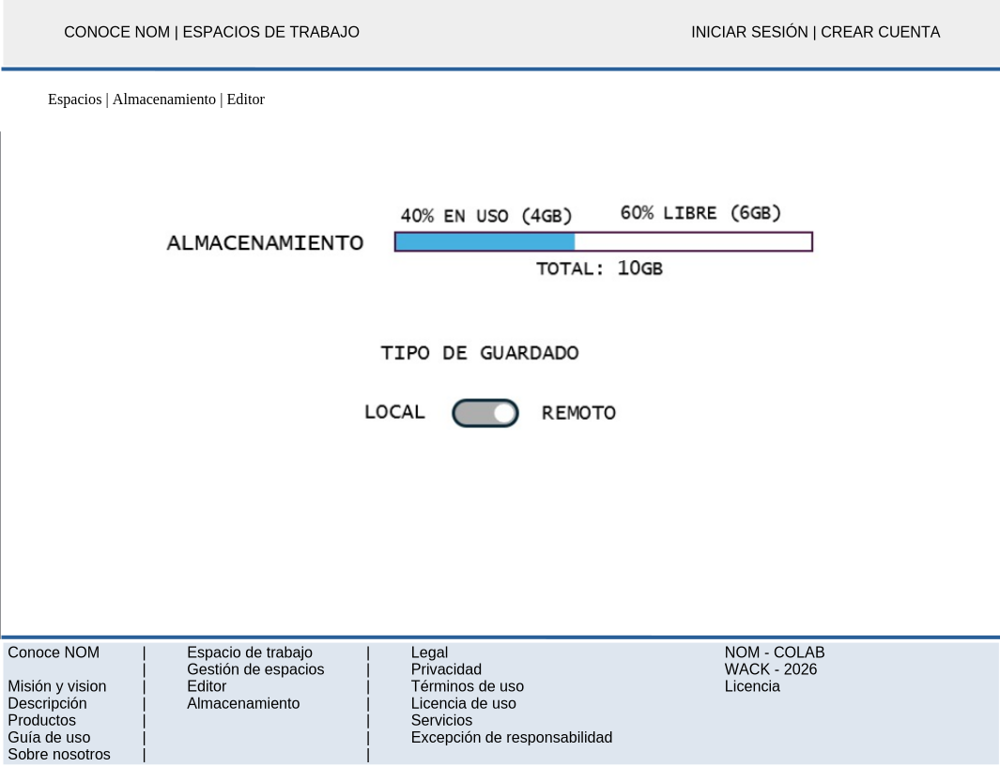 CONOCE NOM | ESPACIOS DE TRABAJO
INICIAR SESIÓN | CREAR CUENTA
Espacios | Almacenamiento | Editor
40% EN USO (4GB)
60% LIBRE (6GB)
ALMACENAMIENTO
TOTAL: 10GB
TIPO DE GUARDADO
LOCAL
REMOTO
Conoce NOM
Misión y vision
Descripción
Productos
Guía de uso
Sobre nosotros
Espacio de trabajo
Gestión de espacios
Editor
Almacenamiento
Legal
Privacidad
Términos de uso
Licencia de uso
Servicios
Excepción de responsabilidad
NOM - COLAB
WACK - 2026
Licencia